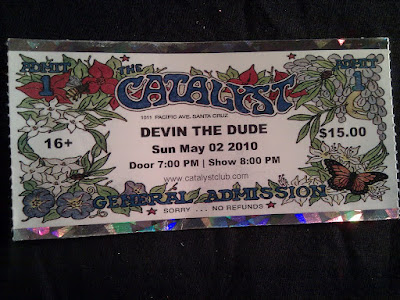 ADMIT ADMIT
1 THE 1
CATALYST
1011 PACIFIC AVE, SANTA CRUZ
DEVIN THE DUDE
16+ Sun May 02 2010 $15.00
Door 7:00 PM | Show 8:00 PM
www.catalystclub.com
GENERAL ADMISSION
SORRY ... NO REFUNDS